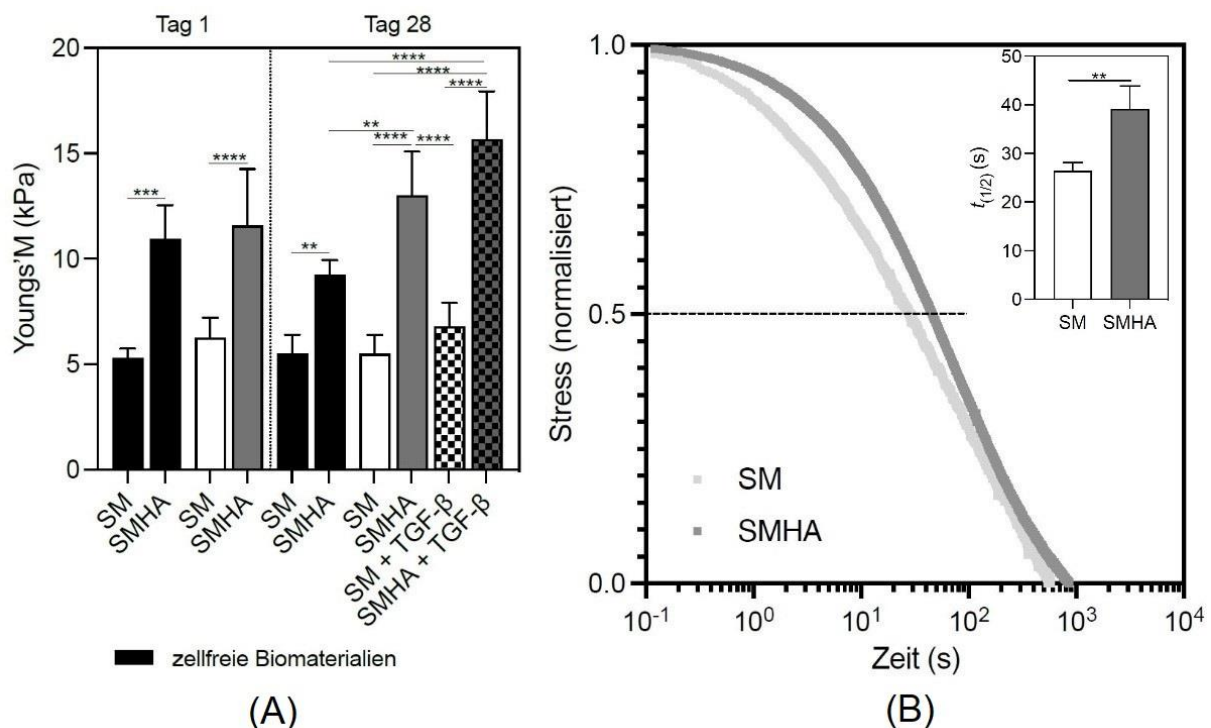 Tag 1
Tag 28
20
15
10
5
0
Youngs'M (kPa)
***
****
**
****
**
****
****
****
****
SM
SMHA
SM
SMHA
SM
SMHA
SM
SMHA
SM + TGF-β
SMHA + TGF-β
zellfreie Biomaterialien
(A)
1.0
0.5
0.0
Stress (normalisiert)
SM
SMHA
10-1
100
101
102
103
104
Zeit (s)
50
40
30
20
10
0
t(1/2) (s)
**
SM
SMHA
(B)